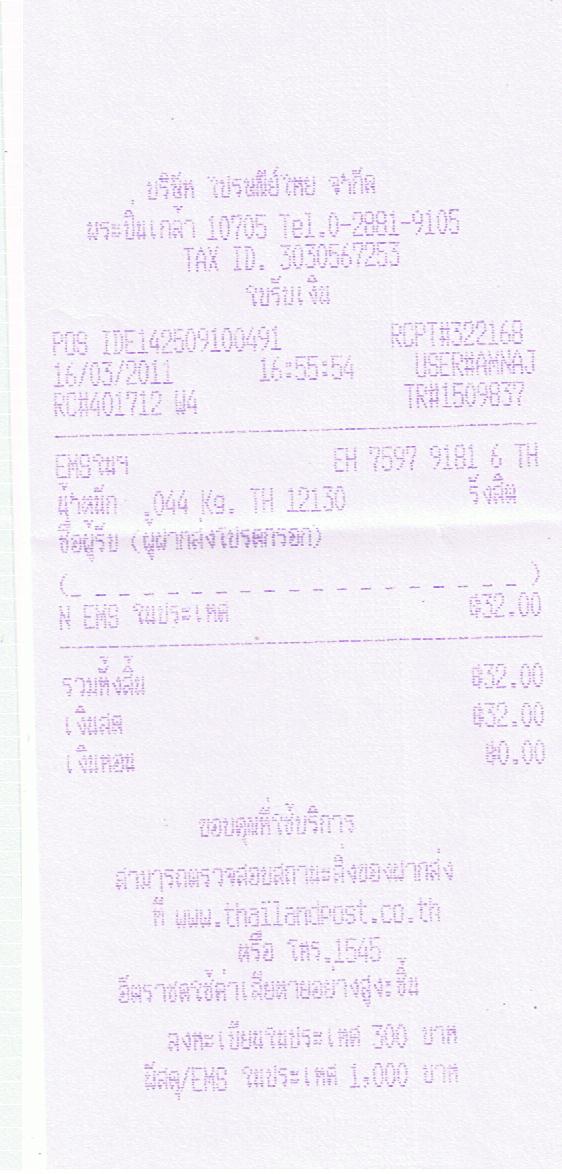 บริษัท ไปรษณีย์ไทย จำกัด
พระปิ่นเกล้า 10705 Tel.0-2881-9105
TAX ID. 3030567253
ใบรับเงิน
POS IDE142509100491 RCPT#322168
16/03/2011 16:55:54 USER#AMNAJ
RC#401712 W4 TR#1509837
EMSในฯ EH 7597 9181 6 TH
น้ำหนัก .044 Kg. TH 12130 รังสิต
ชื่อผู้รับ (ผู้ฝากส่งโปรดกรอก)
(_ _ _ _ _ _ _ _ _ _ _ _ _ _ _ _ _ _ _)
N EMS ในประเทศ ฿32.00
รวมทั้งสิ้น ฿32.00
เงินสด ฿32.00
เงินทอน ฿0.00
ขอบคุณที่ใช้บริการ
สามารถตรวจสอบสถานะสิ่งของฝากส่ง
ที่ www.thailandpost.co.th
หรือ โทร.1545
อัตราชดใช้ค่าเสียหายอย่างสูง:ชิ้น
ลงทะเบียนในประเทศ 300 บาท
พัสดุ/EMS ในประเทศ 1,000 บาท